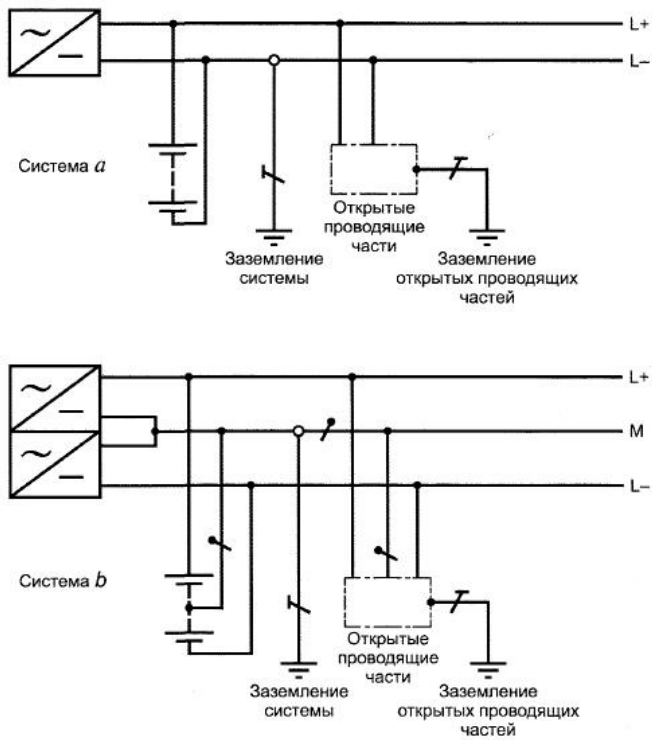 L+
L–
Система a
Открытые
проводящие
части
Заземление
системы
Заземление
открытых проводящих
частей
L+
M
L–
Система b
Открытые
проводящие
части
Заземление
системы
Заземление
открытых проводящих
частей